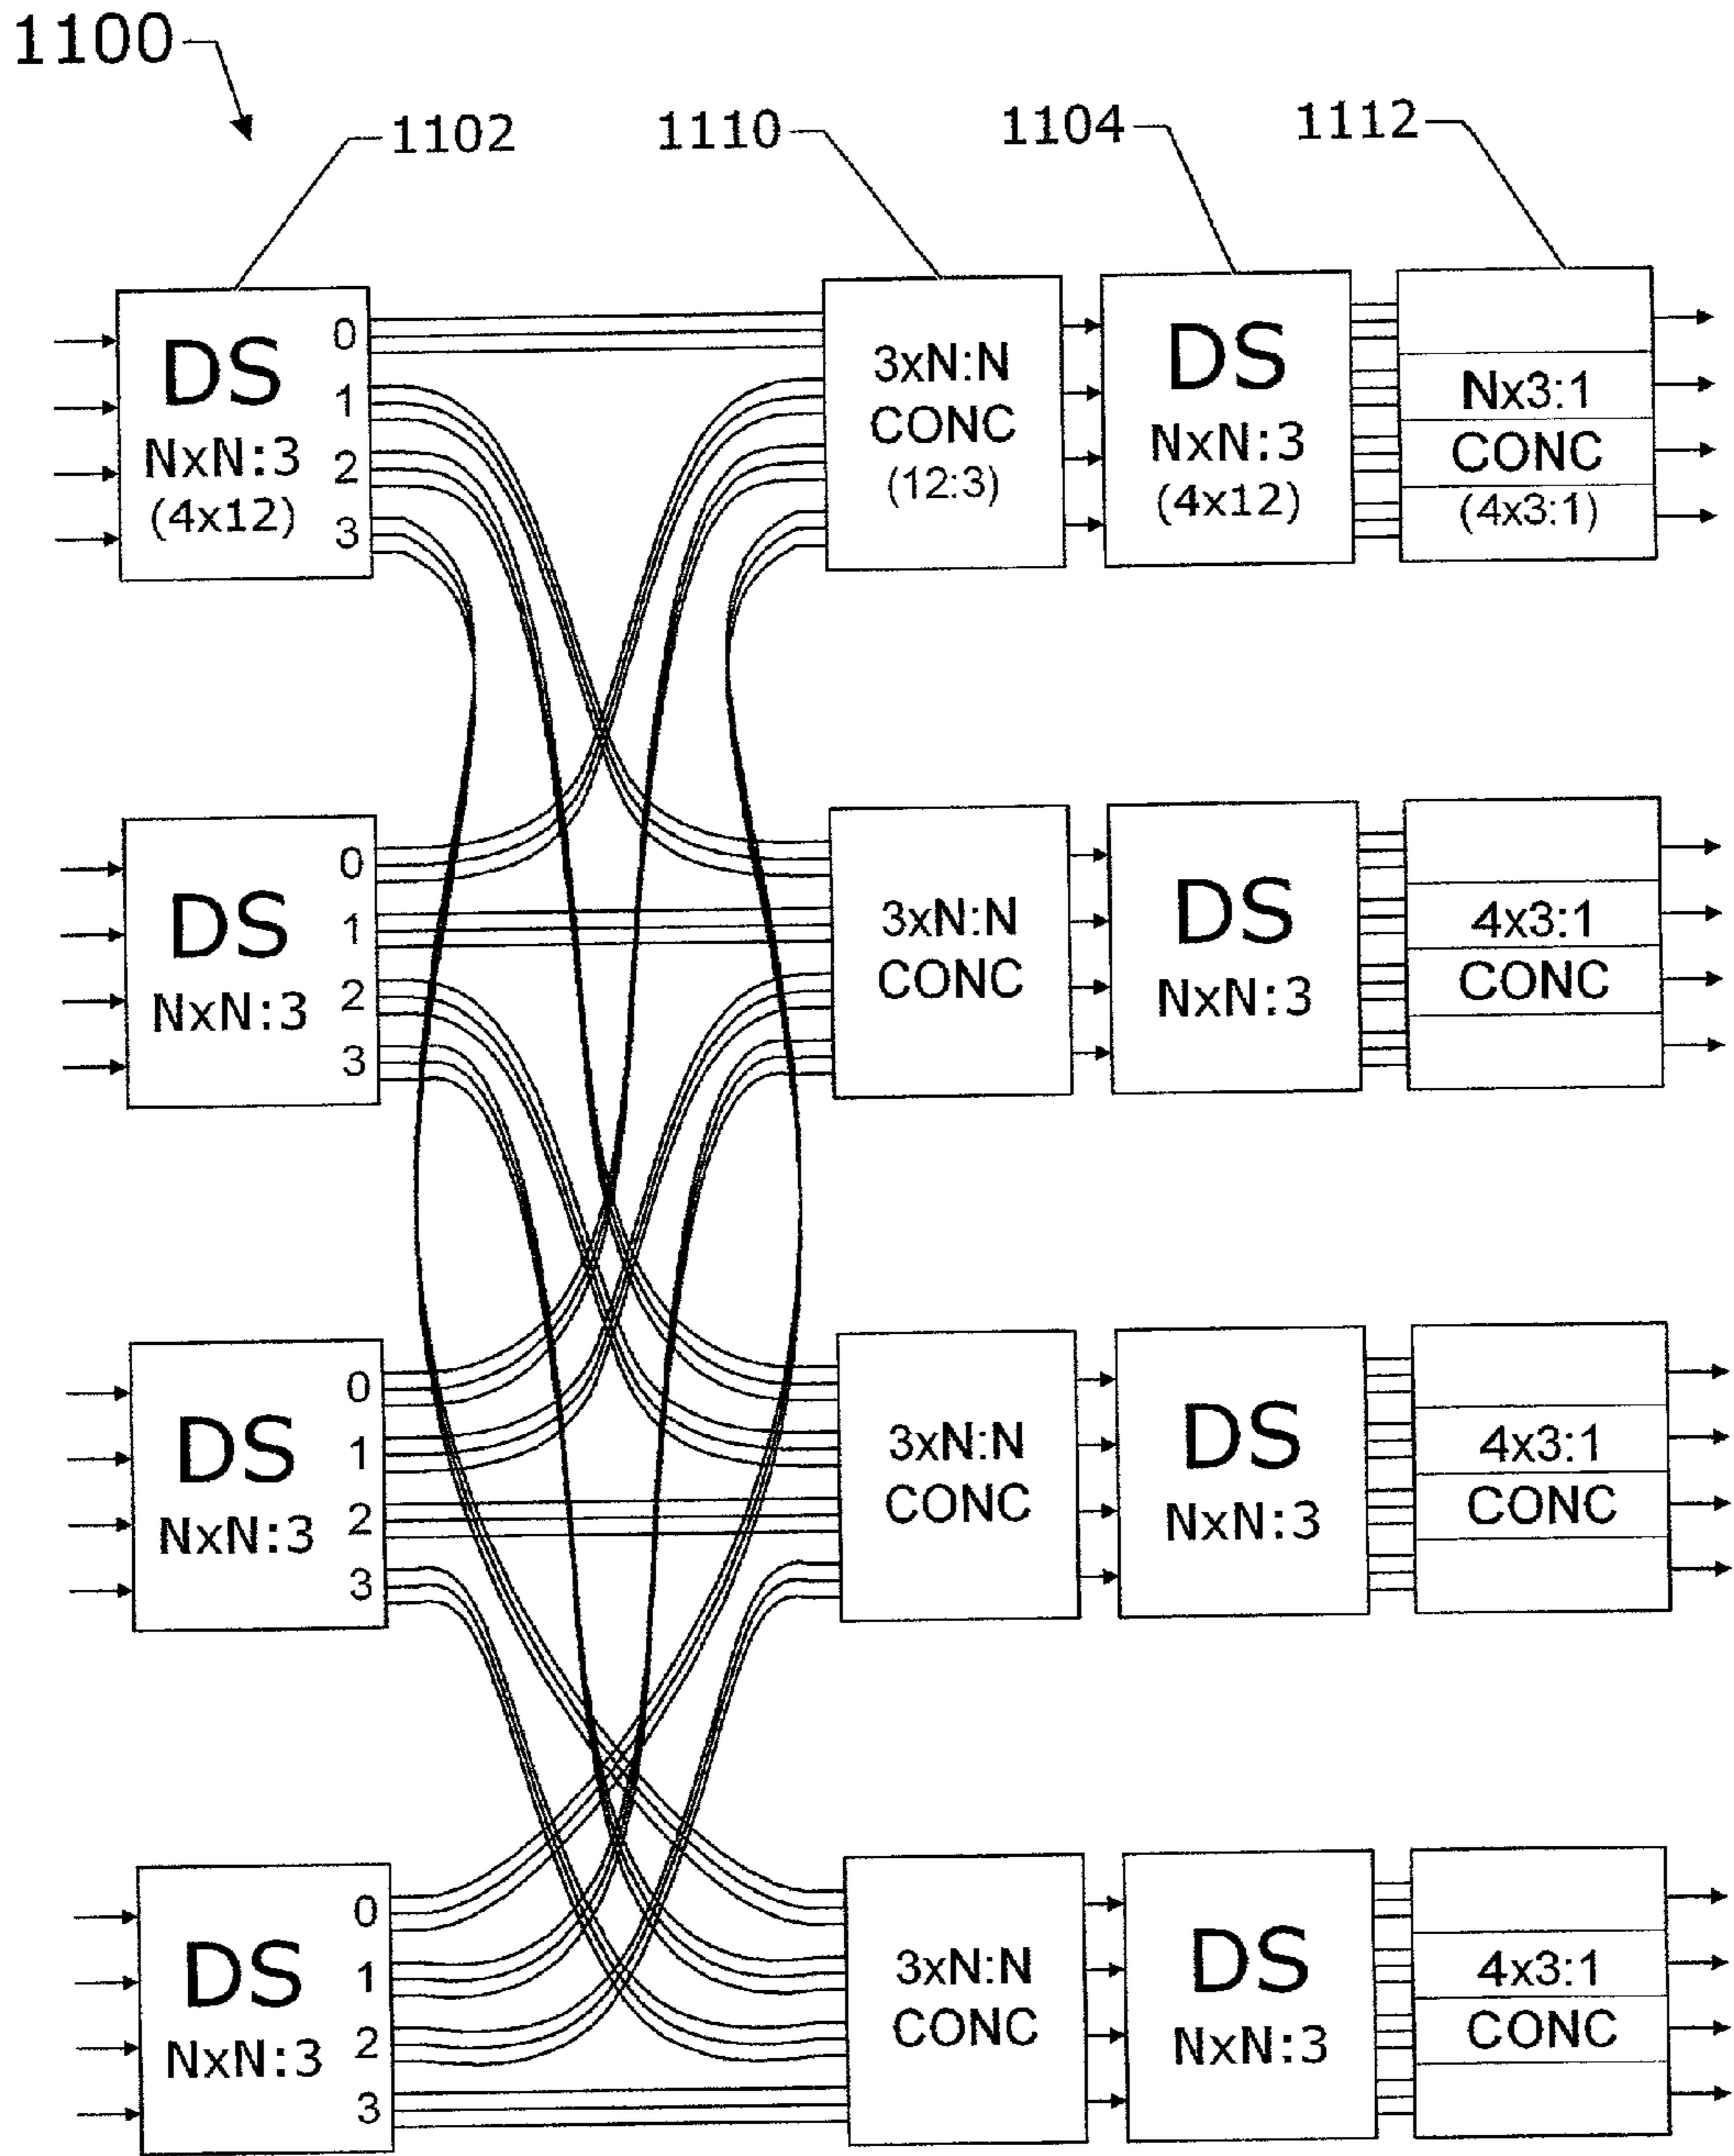 1100
1102
1110
1104
1112
DS
NxN:3
(4x12)
0
1
2
3
3xN:N
CONC
(12:3)
DS
NxN:3
(4x12)
Nx3:1
CONC
(4x3:1)
DS
NxN:3
0
1
2
3
3xN:N
CONC
DS
NxN:3
4x3:1
CONC
DS
NxN:3
0
1
2
3
3xN:N
CONC
DS
NxN:3
4x3:1
CONC
DS
NxN:3
0
1
2
3
3xN:N
CONC
DS
NxN:3
4x3:1
CONC